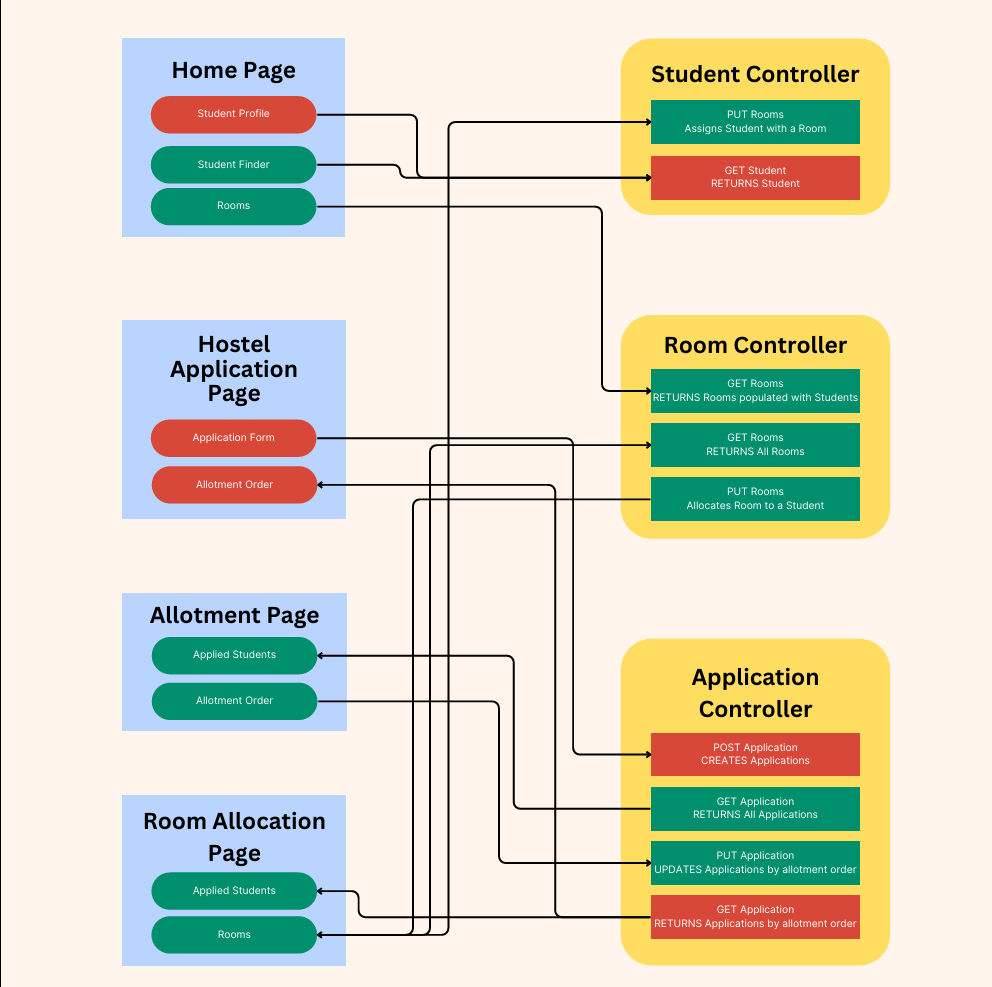 Home Page
Student Profile
Student Finder
Rooms
Student Controller
PUT Rooms
Assigns Student with a Room
GET Student
RETURNS Student
Hostel
Application
Page
Application Form
Allotment Order
Room Controller
GET Rooms
RETURNS Rooms populated with Students
GET Rooms
RETURNS All Rooms
PUT Rooms
Allocates Room to a Student
Allotment Page
Applied Students
Allotment Order
Application
Controller
POST Application
CREATES Applications
GET Application
RETURNS All Applications
PUT Application
UPDATES Applications by allotment order
GET Application
RETURNS Applications by allotment order
Room Allocation
Page
Applied Students
Rooms